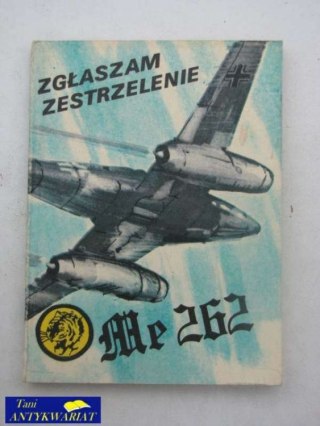 ZGŁASZAM
ZESTRZELENIE
Me 262
Tani
ANTYKWARIAT